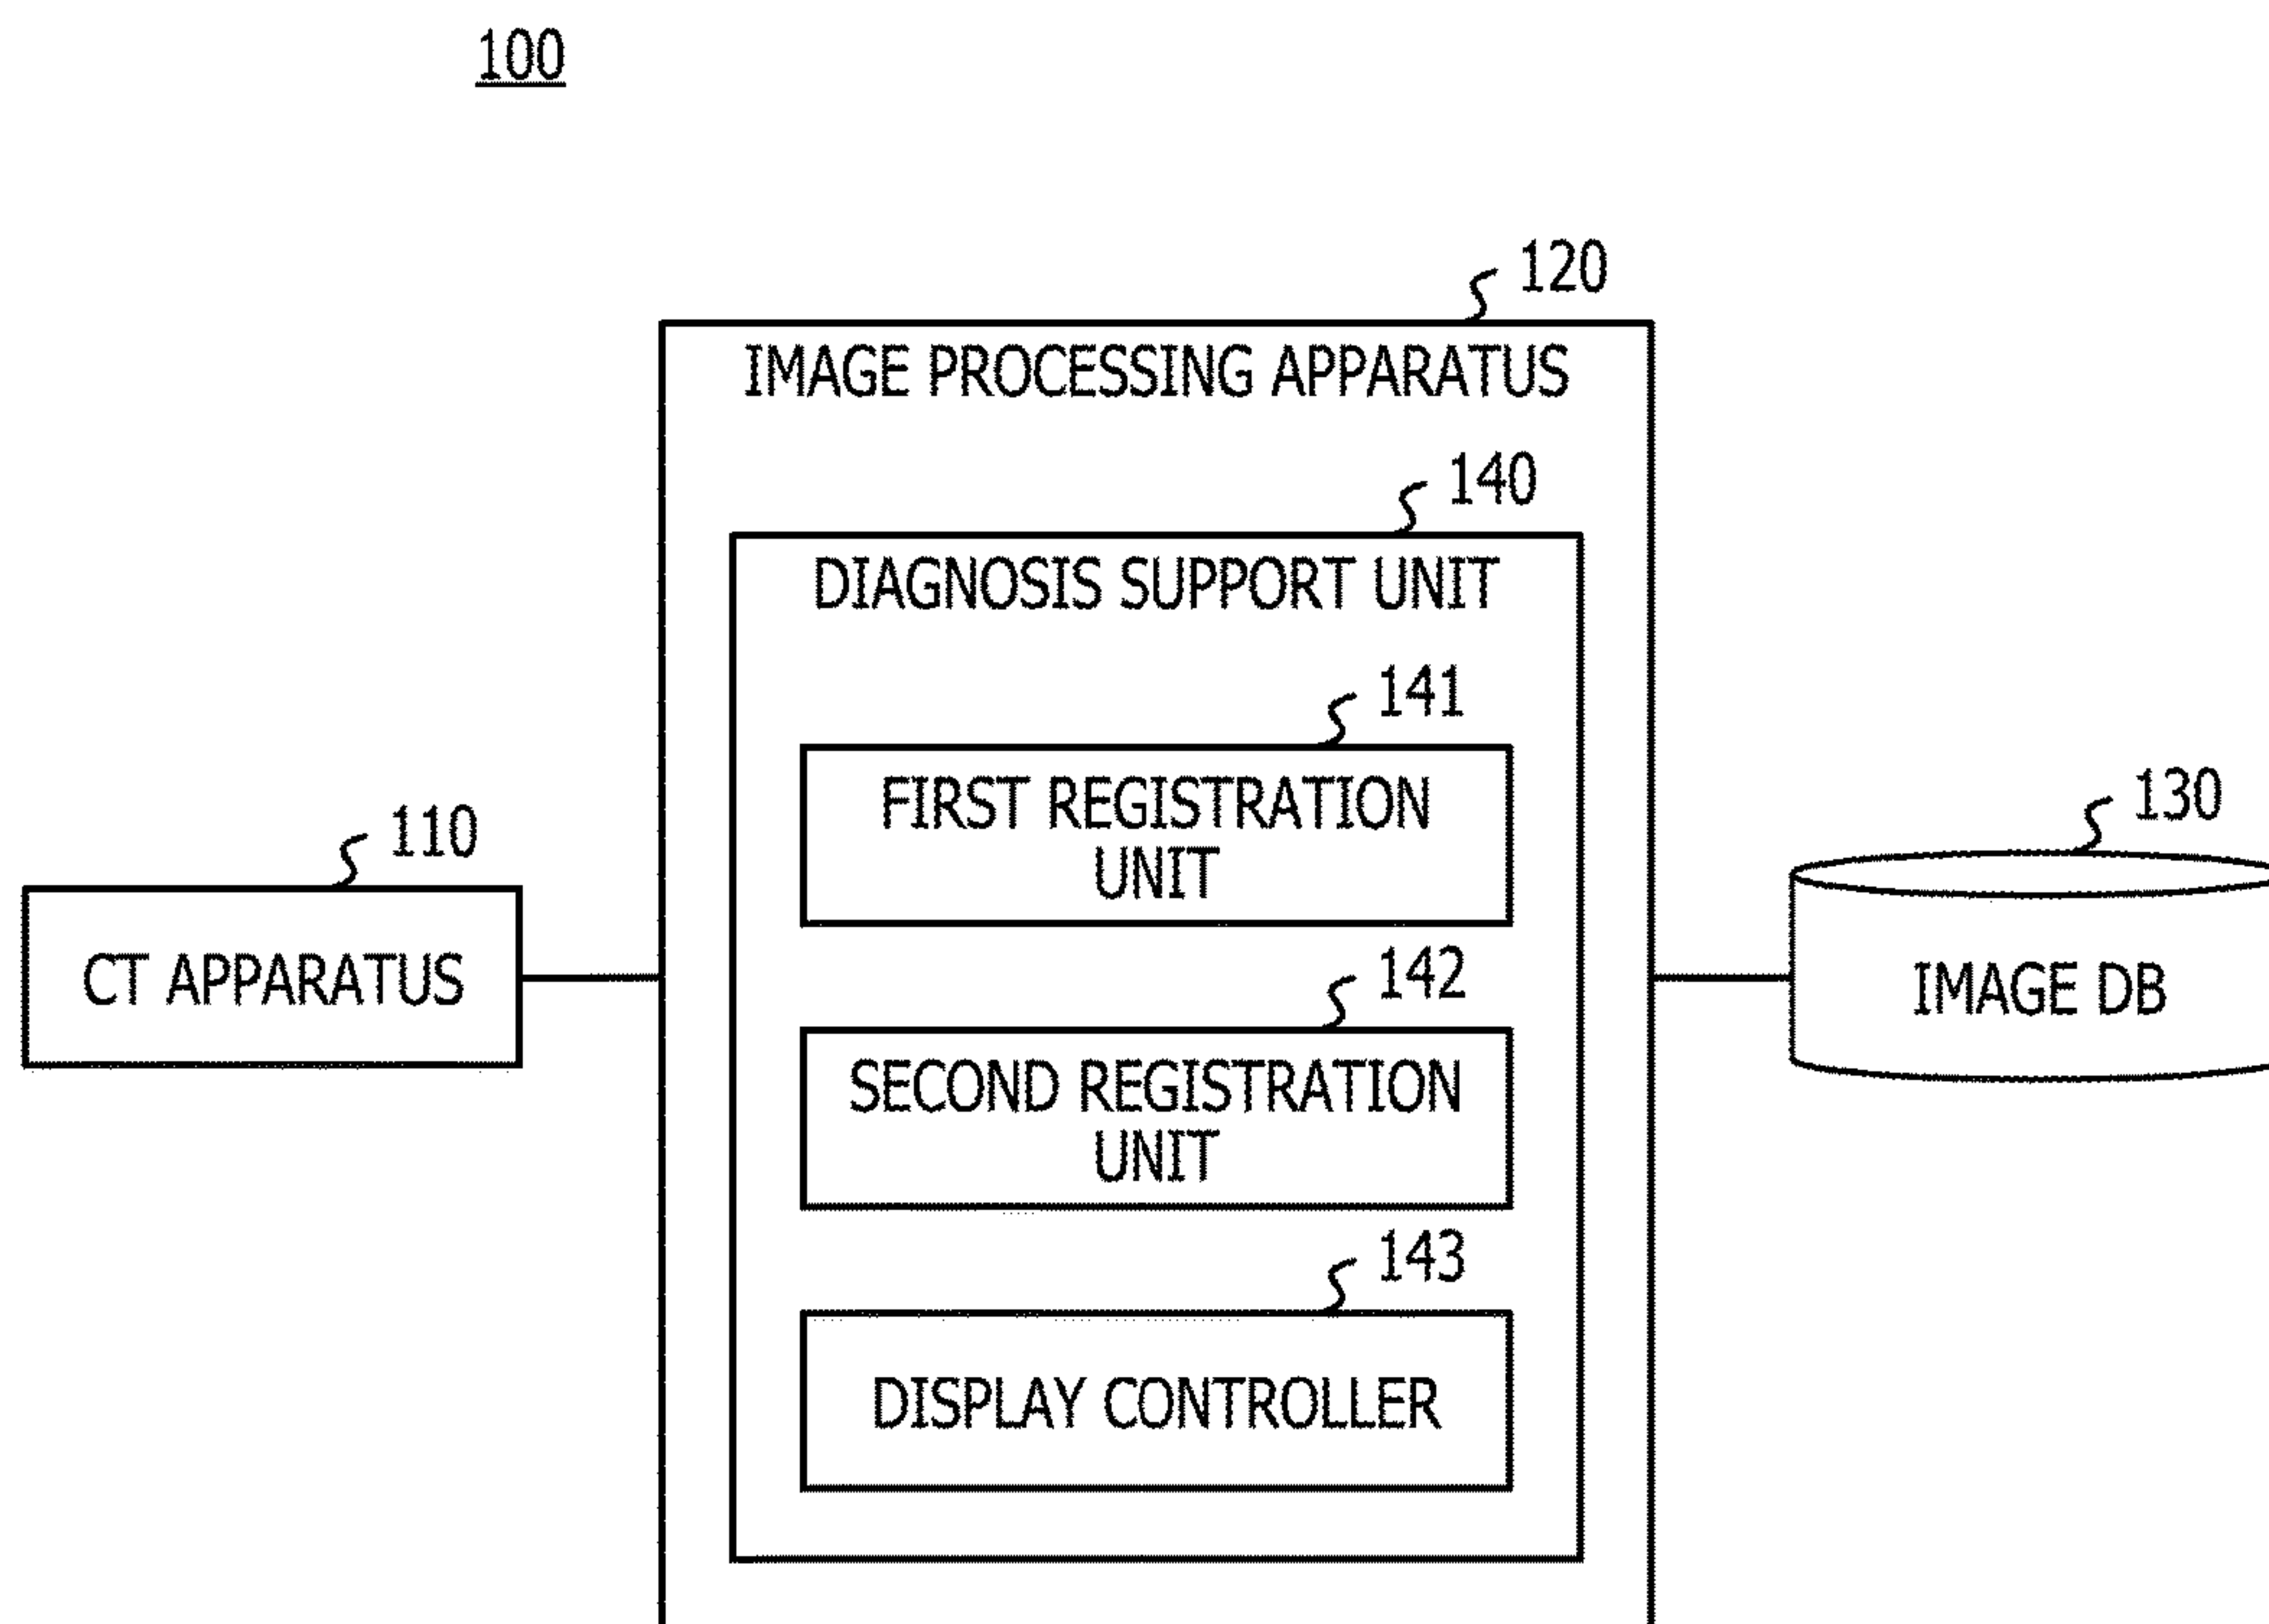 100
120
IMAGE PROCESSING APPARATUS
140
DIAGNOSIS SUPPORT UNIT
141
FIRST REGISTRATION
UNIT
110
CT APPARATUS
142
SECOND REGISTRATION
UNIT
143
DISPLAY CONTROLLER
130
IMAGE DB